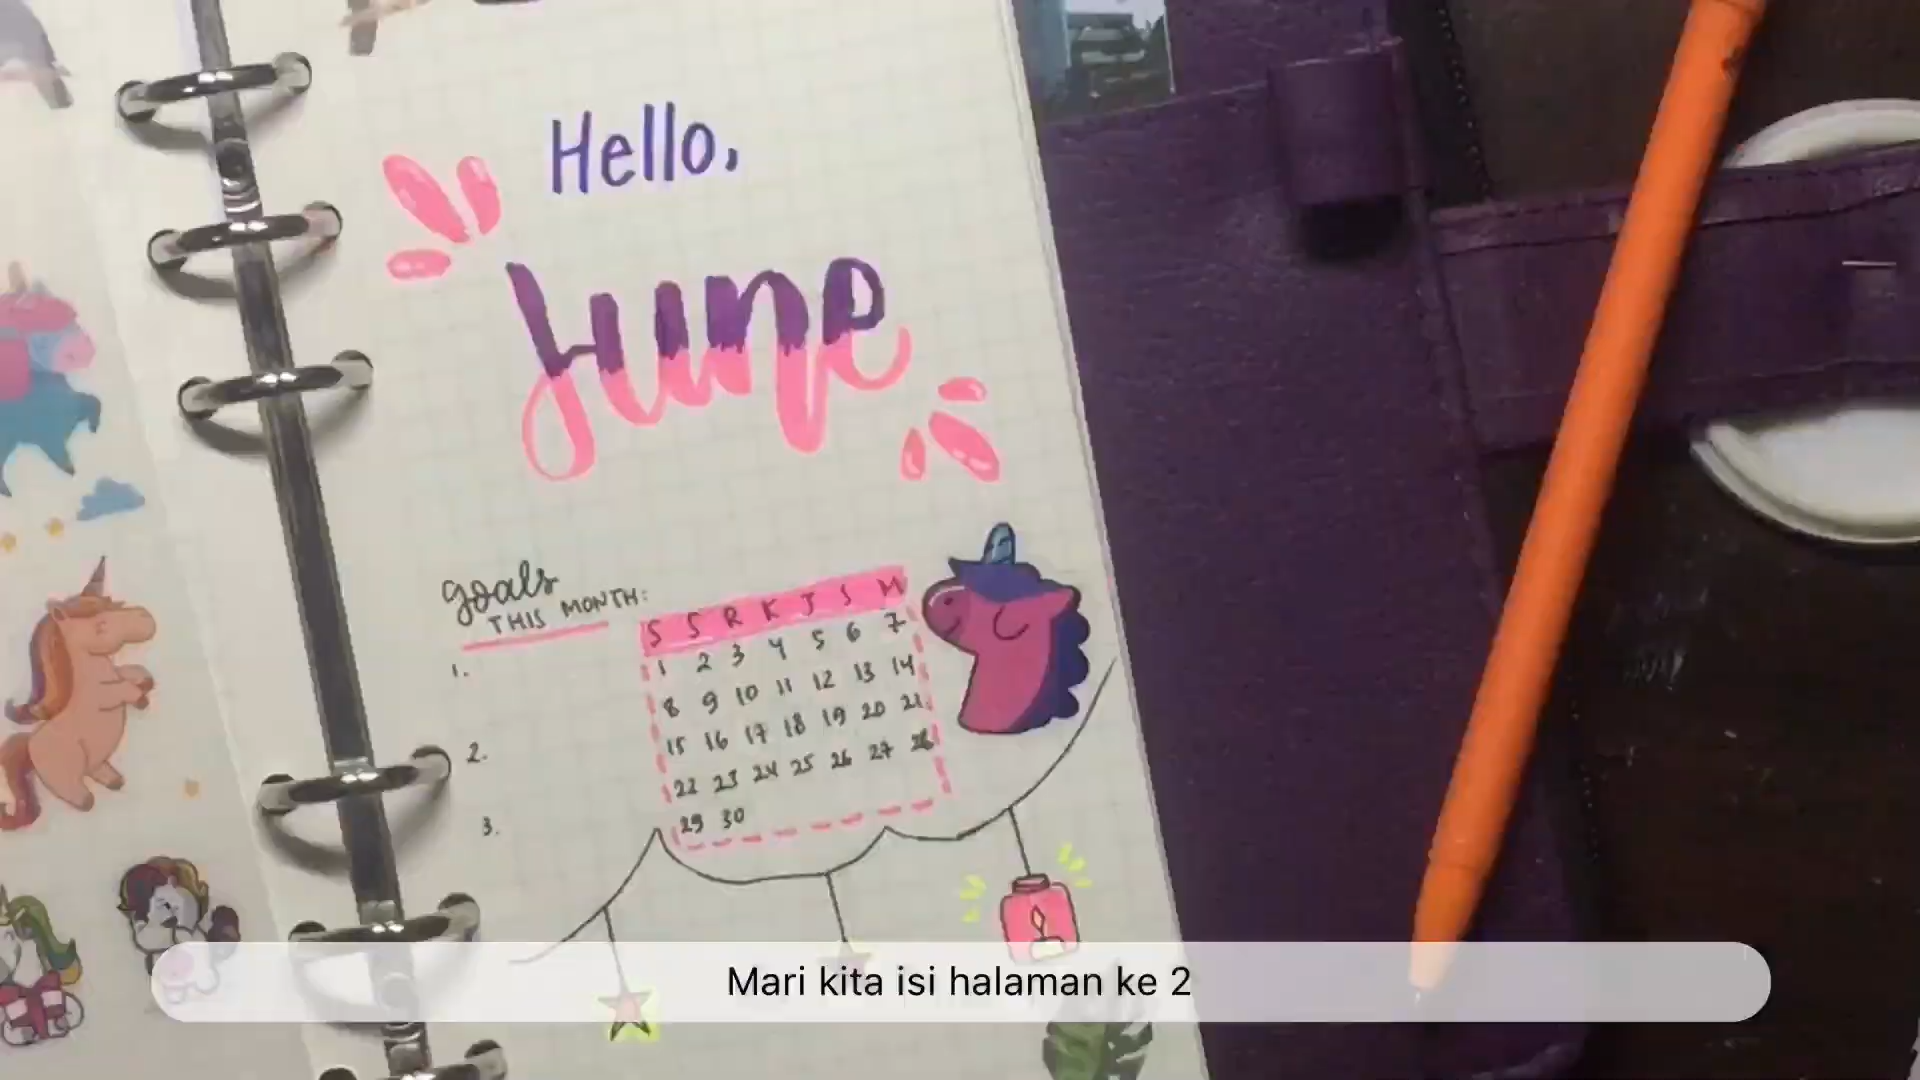 Hello,
June
goals
THIS MONTH:
1.
2.
3.
S S R K J S M
1 2 3 4 5 6 7
8 9 10 11 12 13 14
15 16 17 18 19 20 21
22 23 24 25 26 27 28
29 30
Mari kita isi halaman ke 2